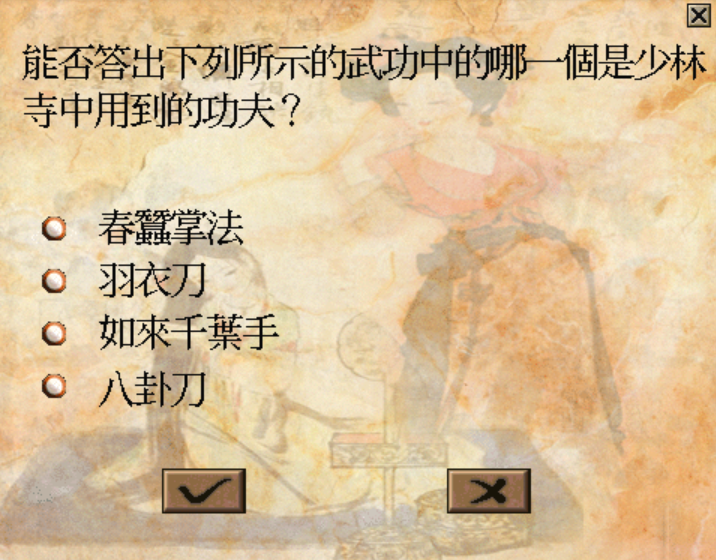 能否答出下列所示的武功中的哪一個是少林
寺中用到的功夫？
春蠶掌法
羽衣刀
如來千葉手
八卦刀